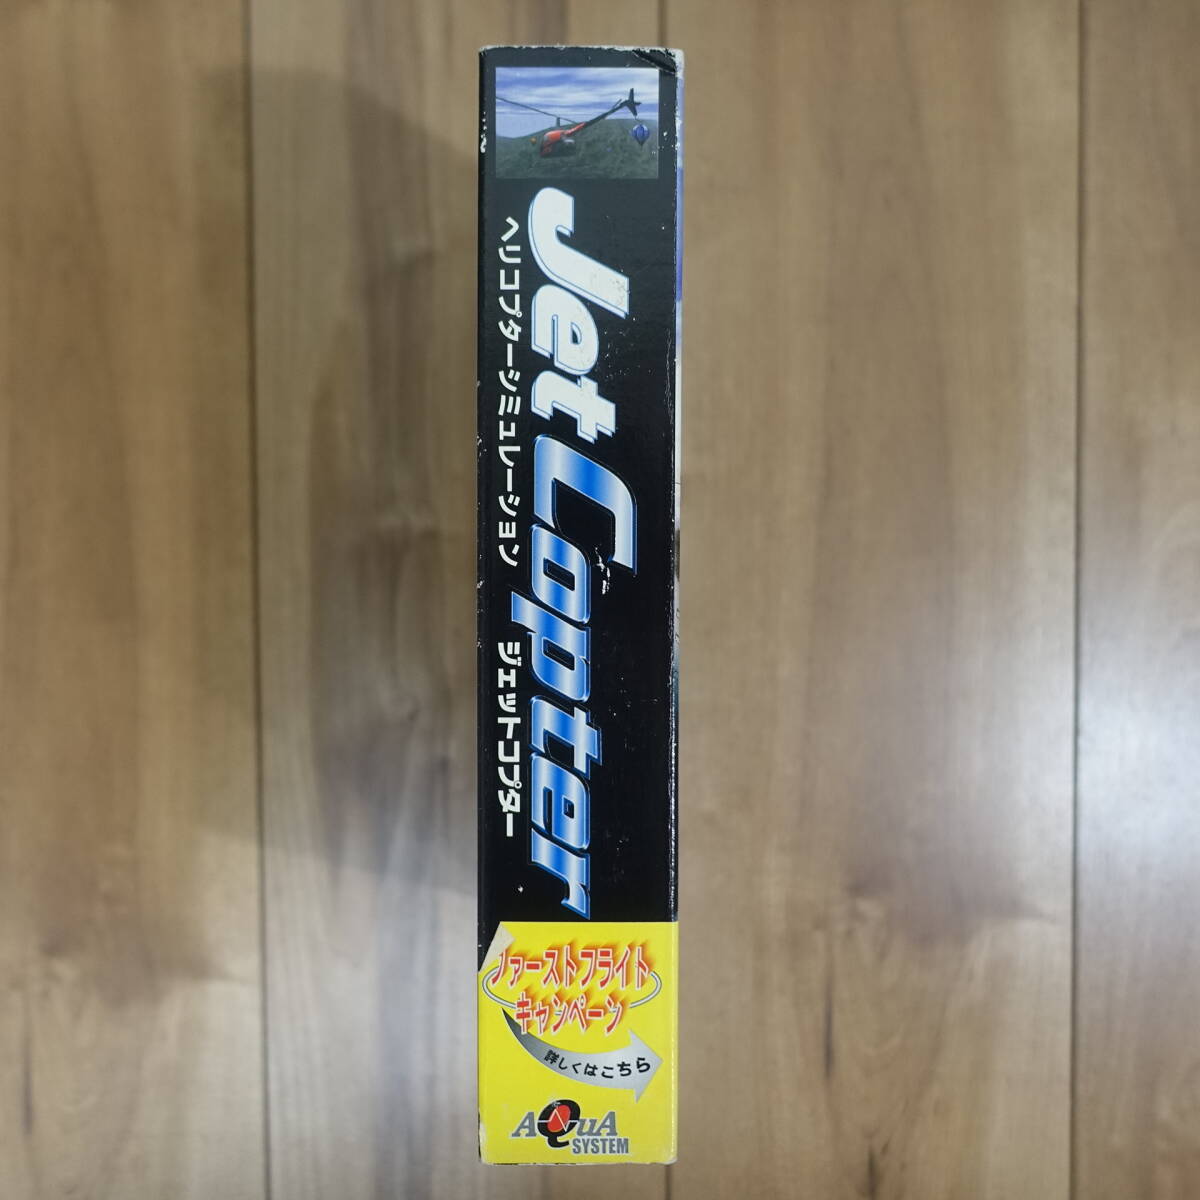 Jet Copter
ヘリコプターシミュレーション ジェットコプター
ファーストフライト
キャンペーン
詳しくはこちら
AQuA
SYSTEM